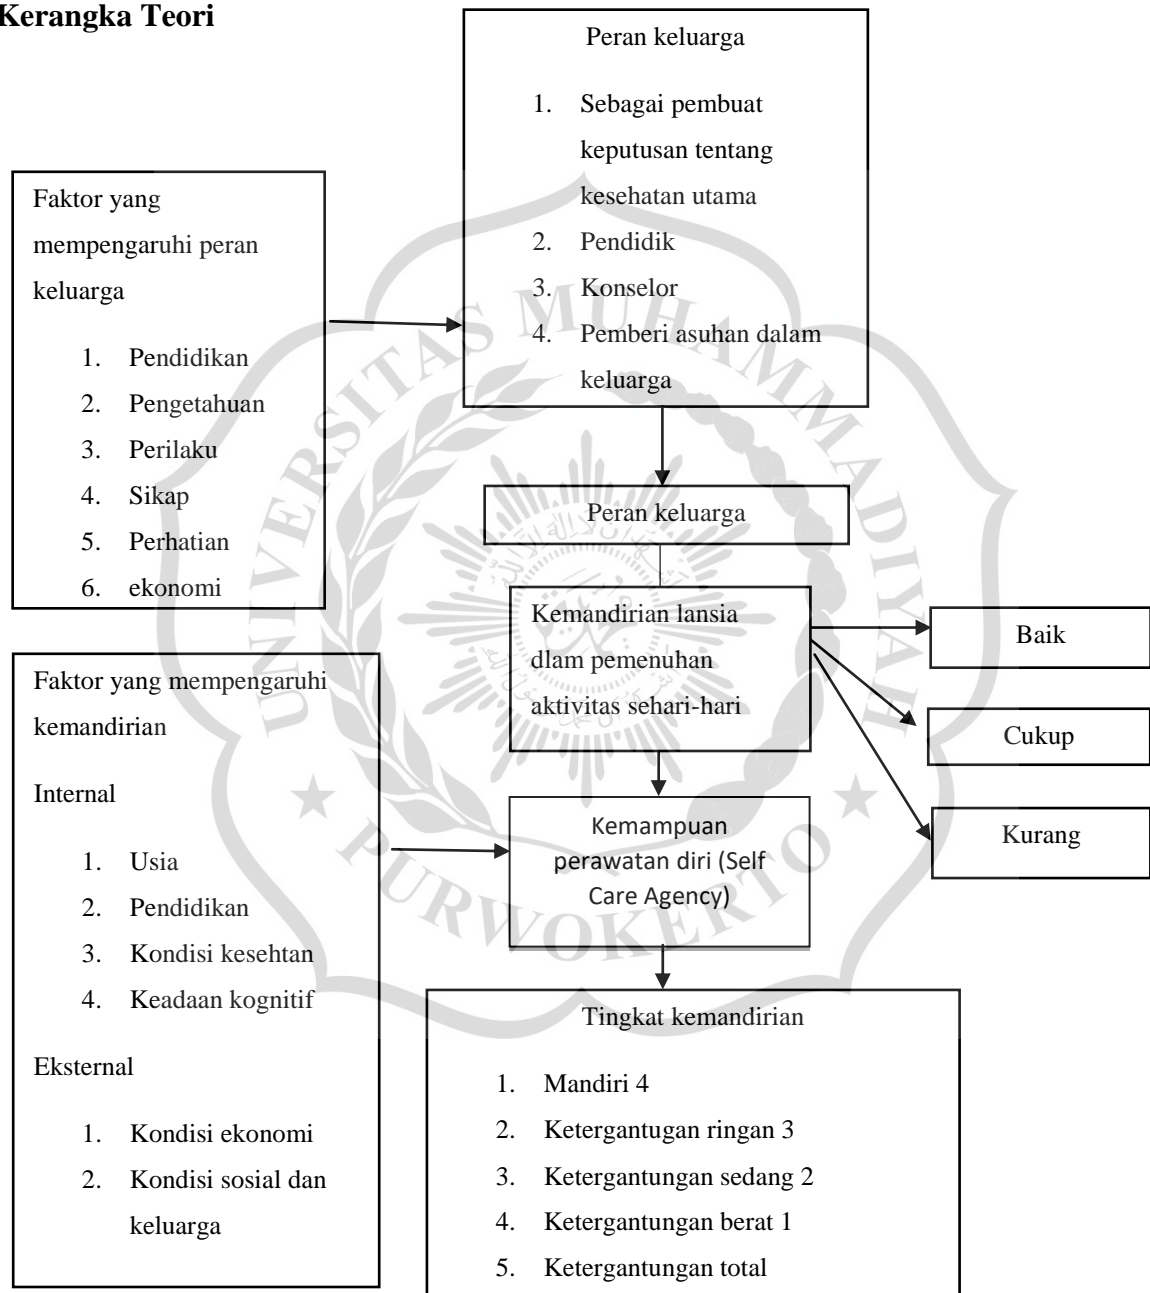 Kerangka Teori
Peran keluarga
1. Sebagai pembuat
keputusan tentang
kesehatan utama
2. Pendidik
3. Konselor
4. Pemberi asuhan dalam
keluarga
Faktor yang
mempengaruhi peran
keluarga
1. Pendidikan
2. Pengetahuan
3. Perilaku
4. Sikap
5. Perhatian
6. ekonomi
Peran keluarga
Kemandirian lansia
dlam pemenuhan
aktivitas sehari-hari
Baik
Cukup
Kurang
Faktor yang mempengaruhi
kemandirian
Internal
1. Usia
2. Pendidikan
3. Kondisi kesehtan
4. Keadaan kognitif
Eksternal
1. Kondisi ekonomi
2. Kondisi sosial dan
keluarga
Kemampuan
perawatan diri (Self
Care Agency)
Tingkat kemandirian
1. Mandiri 4
2. Ketergantugan ringan 3
3. Ketergantungan sedang 2
4. Ketergantungan berat 1
5. Ketergantungan total
UNIVERSITAS MUHAMMADIYAH
PURWOKERTO